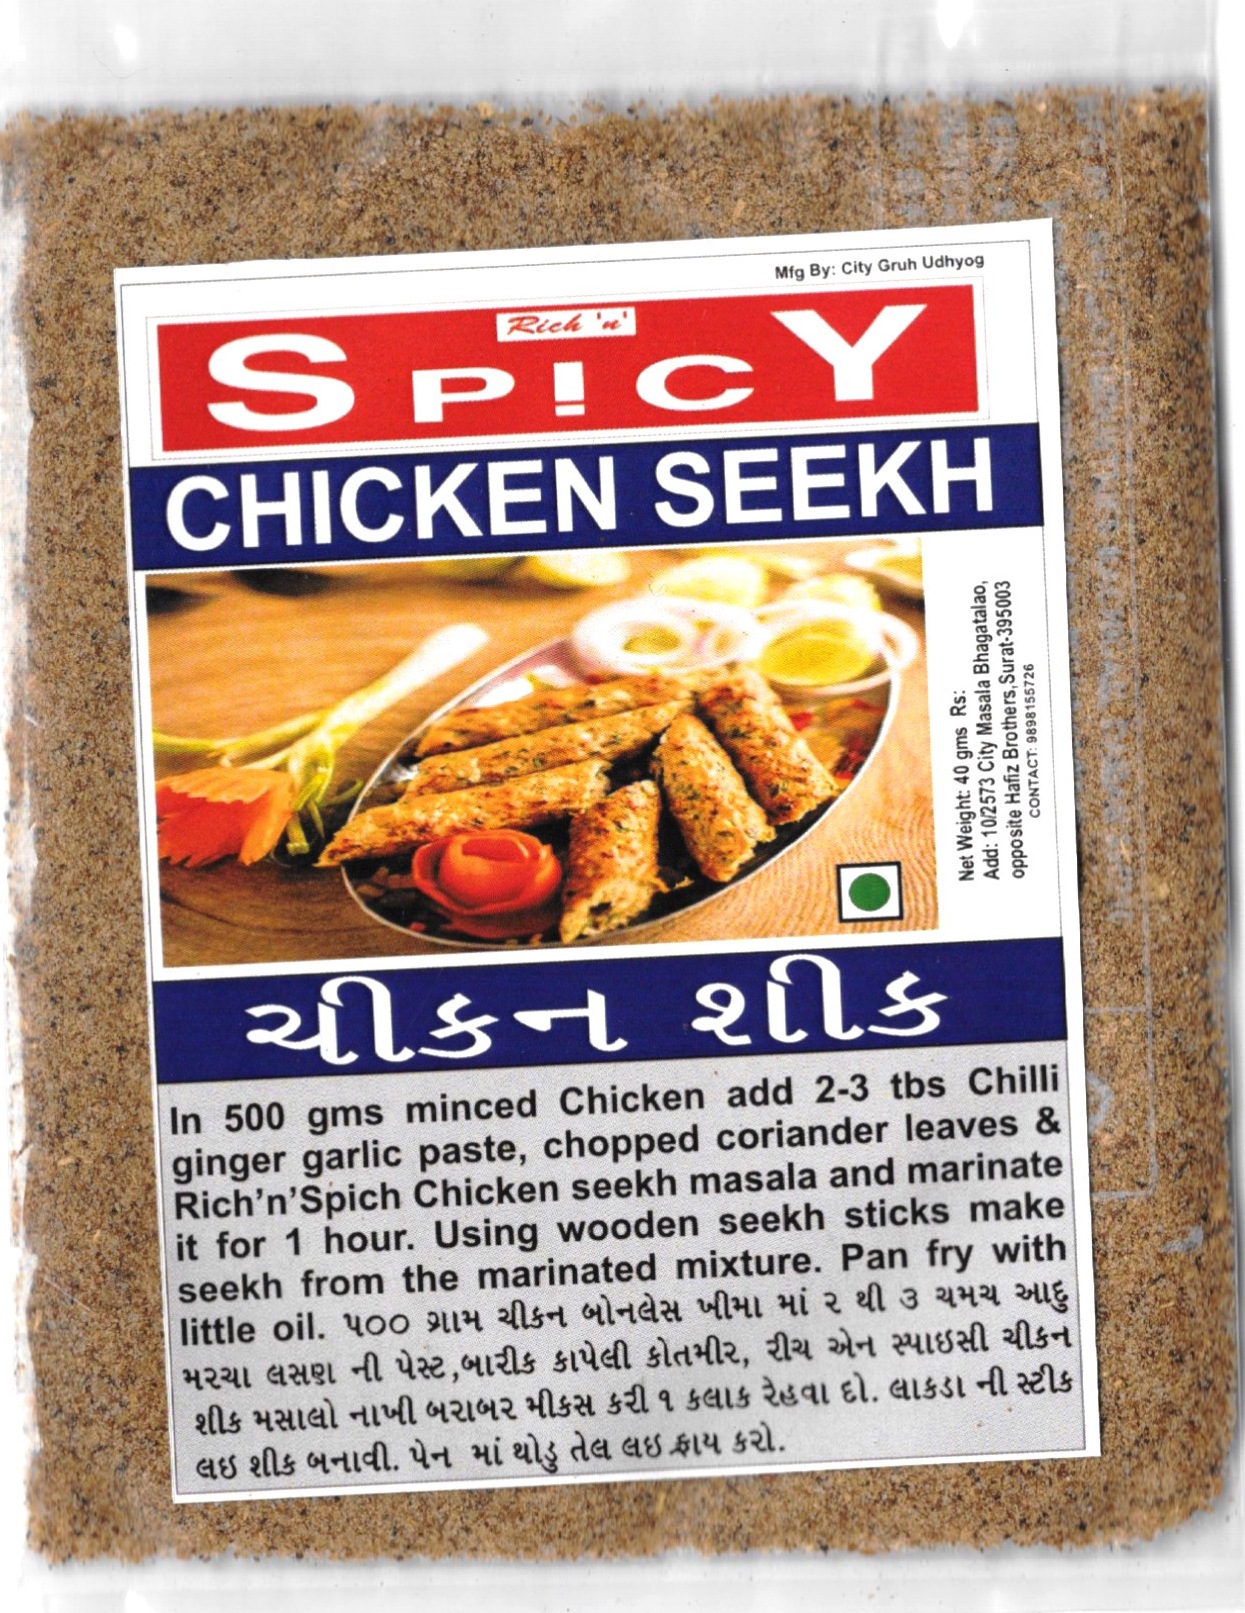 Mfg By: City Gruh Udhyog
Rich 'n'
SPICY
CHICKEN SEEKH
Net Weight: 40 gms Rs:
Add: 10/2573 City Masala Bhagatalao,
opposite Hafiz Brothers,Surat-395003
CONTACT: 9898155726
ચીકન શીક
In 500 gms minced Chicken add 2-3 tbs Chilli
ginger garlic paste, chopped coriander leaves &
Rich'n'Spich Chicken seekh masala and marinate
it for 1 hour. Using wooden seekh sticks make
seekh from the marinated mixture. Pan fry with
little oil. ૫૦૦ ગ્રામ ચીકન બોનલેસ ખીમા માં ૨ થી ૩ ચમચ આદુ
મરચા લસણ ની પેસ્ટ,બારીક કાપેલી કોતમીર, રીચ એન સ્પાઇસી ચીકન
શીક મસાલો નાખી બરાબર મીકસ કરી ૧ કલાક રેહવા દો. લાકડા ની સ્ટીક
લઇ શીક બનાવી. પેન માં થોડુ તેલ લઇ ફ્રાય કરો.